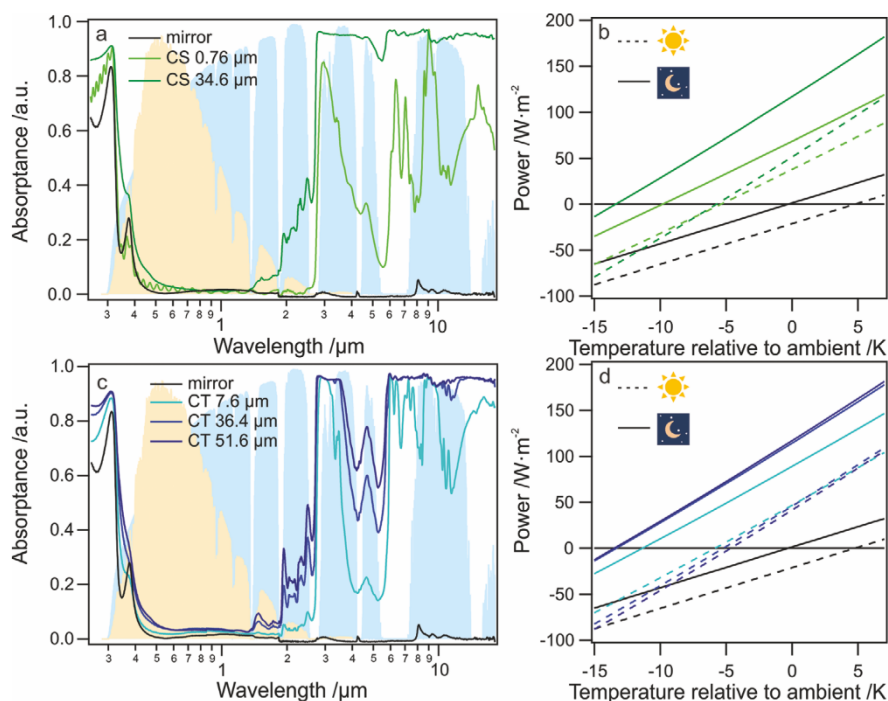 a
mirror
CS 0.76 µm
CS 34.6 µm
Absorptance /a.u.
1.0
0.8
0.6
0.4
0.2
0.0
3 4 5 6 7 8 9 1 2 3 4 5 6 7 8 9 10
Wavelength /µm
b
Power /W·m-2
200
150
100
50
0
-50
-100
-15 -10 -5 0 5
Temperature relative to ambient /K
c
mirror
CT 7.6 µm
CT 36.4 µm
CT 51.6 µm
Absorptance /a.u.
1.0
0.8
0.6
0.4
0.2
0.0
3 4 5 6 7 8 9 1 2 3 4 5 6 7 8 9 10
Wavelength /µm
d
Power /W·m-2
200
150
100
50
0
-50
-100
-15 -10 -5 0 5
Temperature relative to ambient /K